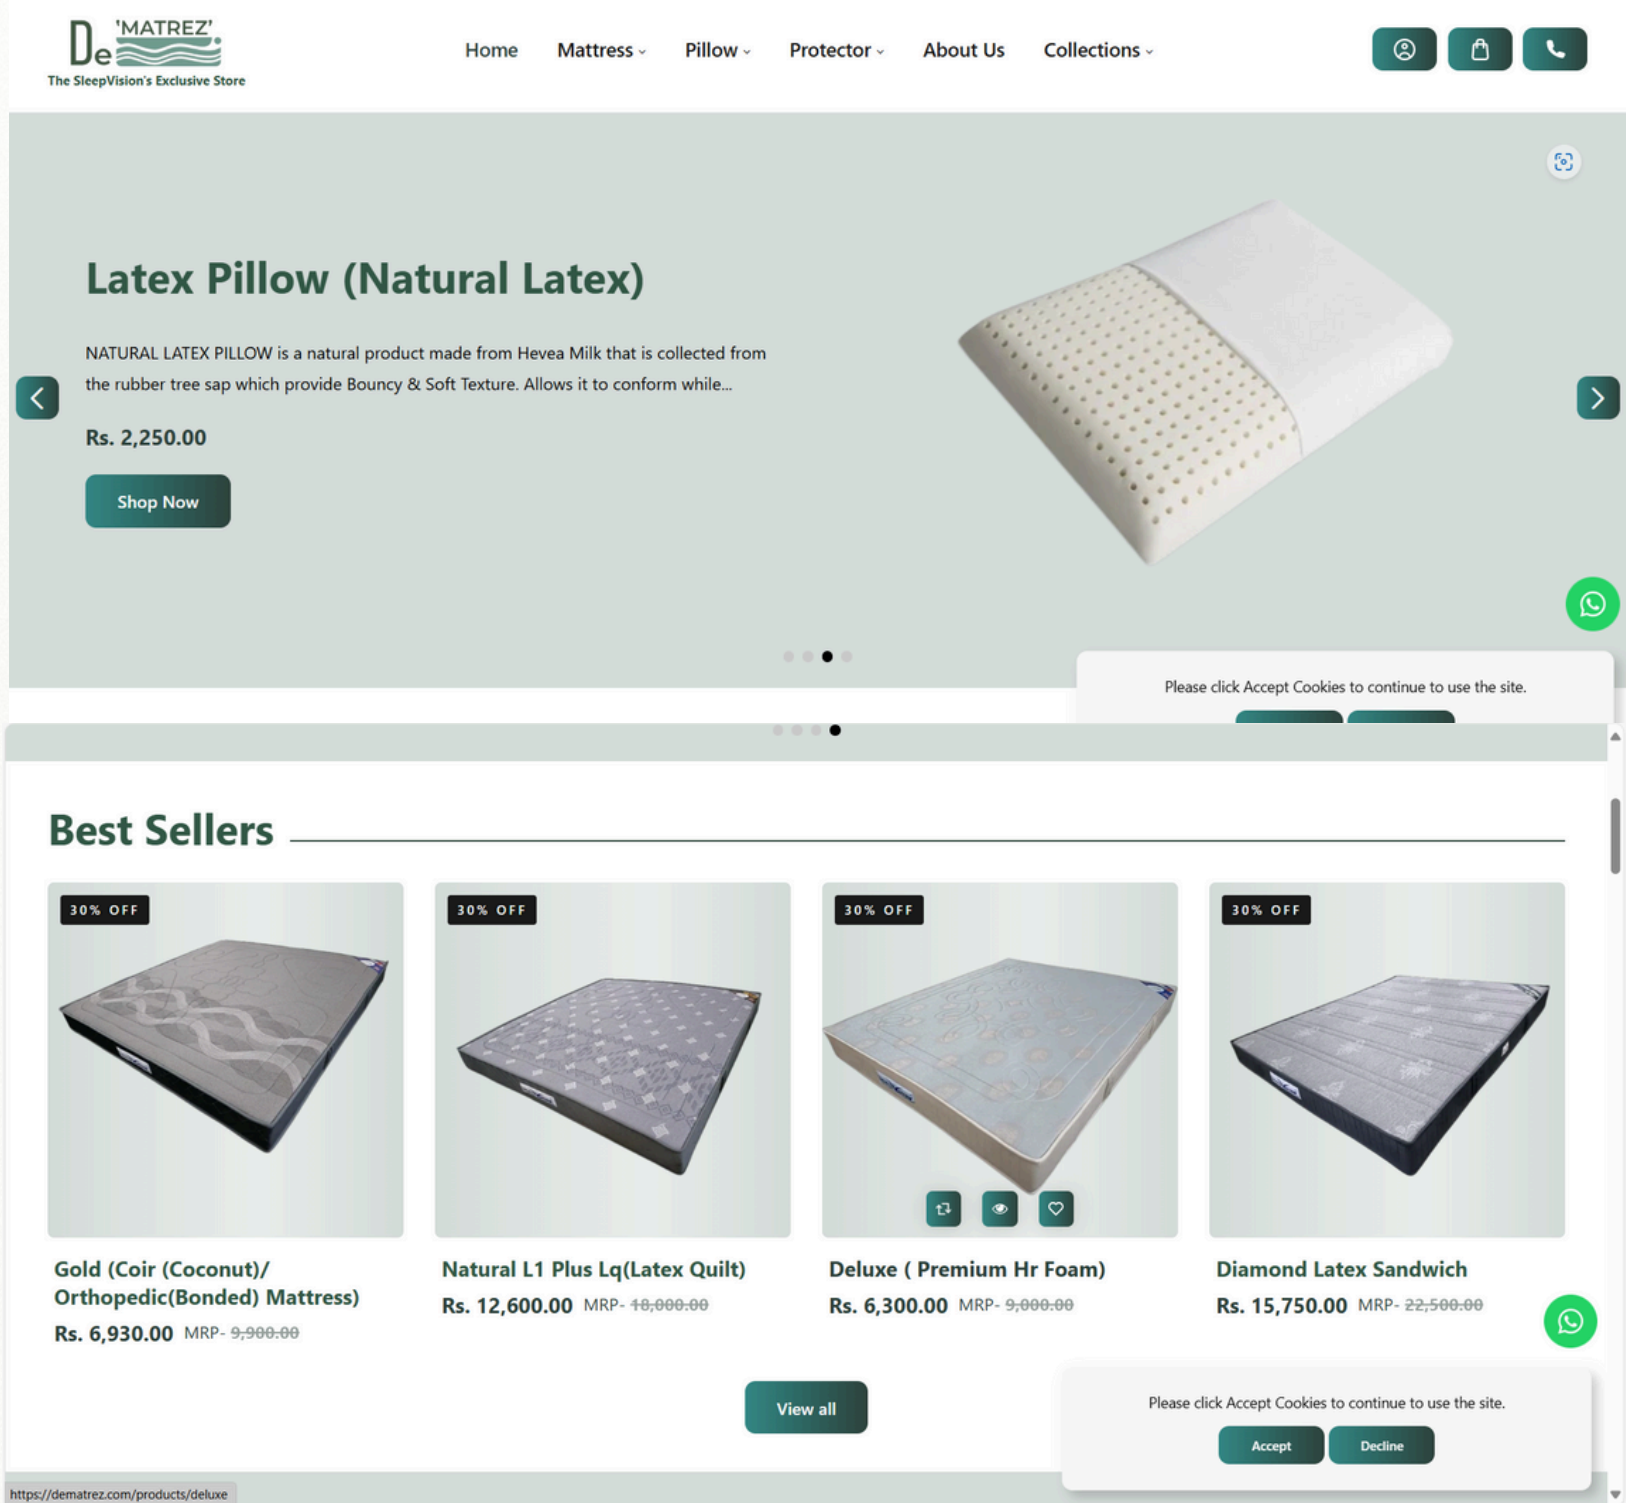 De 'MATREZ'.
The SleepVision's Exclusive Store
Home Mattress Pillow Protector About Us Collections
Latex Pillow (Natural Latex)
NATURAL LATEX PILLOW is a natural product made from Hevea Milk that is collected from
the rubber tree sap which provide Bouncy & Soft Texture. Allows it to conform while...
Rs. 2,250.00
Shop Now
Please click Accept Cookies to continue to use the site.
Best Sellers
30% OFF
30% OFF
30% OFF
30% OFF
Gold (Coir (Coconut)/
Orthopedic(Bonded) Mattress)
Rs. 6,930.00 MRP- 9,900.00
Natural L1 Plus Lq(Latex Quilt)
Rs. 12,600.00 MRP- 18,000.00
Deluxe ( Premium Hr Foam)
Rs. 6,300.00 MRP- 9,000.00
Diamond Latex Sandwich
Rs. 15,750.00 MRP- 22,500.00
View all
Please click Accept Cookies to continue to use the site.
Accept Decline
https://dematrez.com/products/deluxe